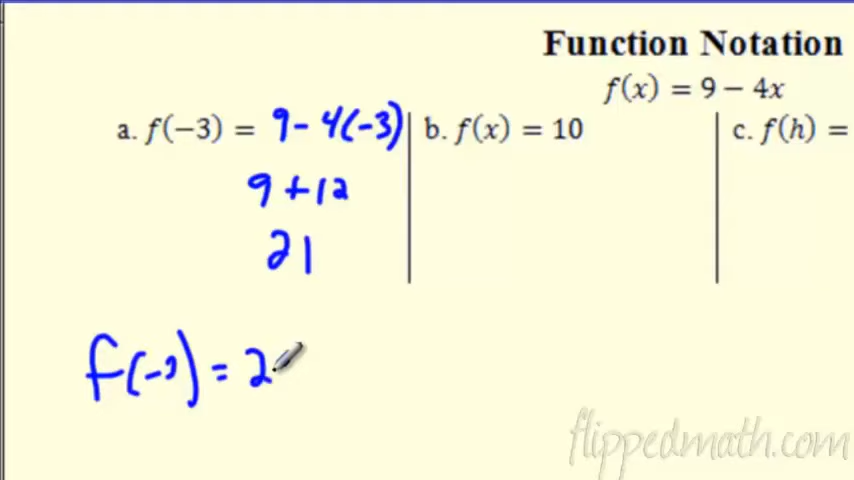 Function Notation
f(x) = 9 − 4x
a. f(−3) = 9 - 4(-3)
9 + 12
21
b. f(x) = 10
c. f(h) =
f(-3) = 2
flippedmath.com